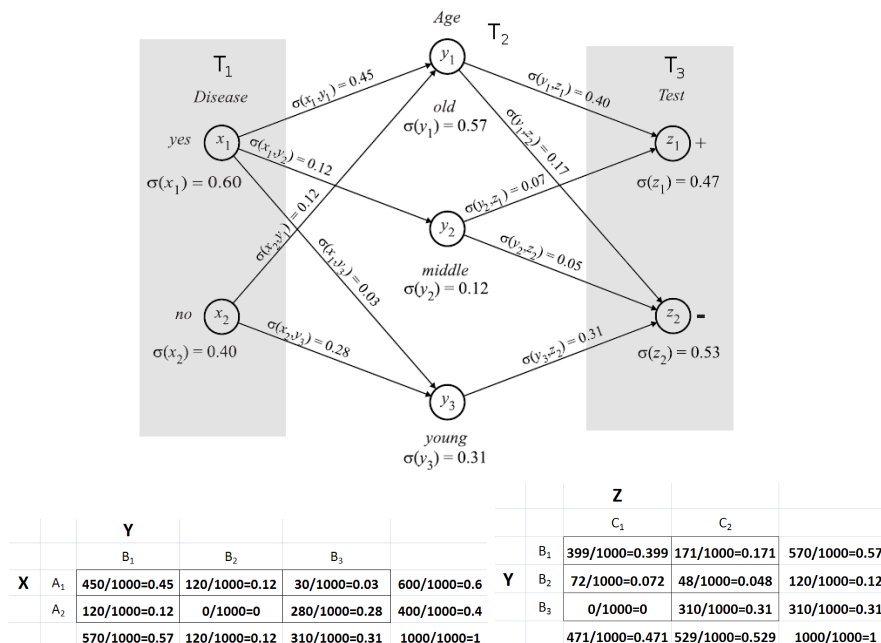 Age
T₂
T₁
T₃
Disease
Test
σ(x₁,y₁) = 0.45
y₁
σ(y₁,z₁) = 0.40
old
σ(y₁) = 0.57
yes
x₁
σ(x₁) = 0.60
σ(x₁,y₂) = 0.12
σ(y₁,z₂) = 0.17
z₁ +
σ(z₁) = 0.47
σ(x₂,y₁) = 0.12
σ(x₁,y₃) = 0.03
σ(y₂,z₁) = 0.07
y₂
σ(y₂,z₂) = 0.05
middle
σ(y₂) = 0.12
no
x₂
σ(x₂) = 0.40
σ(x₂,y₃) = 0.28
σ(y₃,z₂) = 0.31
z₂ -
σ(z₂) = 0.53
y₃
young
σ(y₃) = 0.31
Y
B₁ B₂ B₃
X A₁ 450/1000=0.45 120/1000=0.12 30/1000=0.03 600/1000=0.6
A₂ 120/1000=0.12 0/1000=0 280/1000=0.28 400/1000=0.4
570/1000=0.57 120/1000=0.12 310/1000=0.31 1000/1000=1
Z
C₁ C₂
B₁ 399/1000=0.399 171/1000=0.171 570/1000=0.57
Y B₂ 72/1000=0.072 48/1000=0.048 120/1000=0.12
B₃ 0/1000=0 310/1000=0.31 310/1000=0.31
471/1000=0.471 529/1000=0.529 1000/1000=1